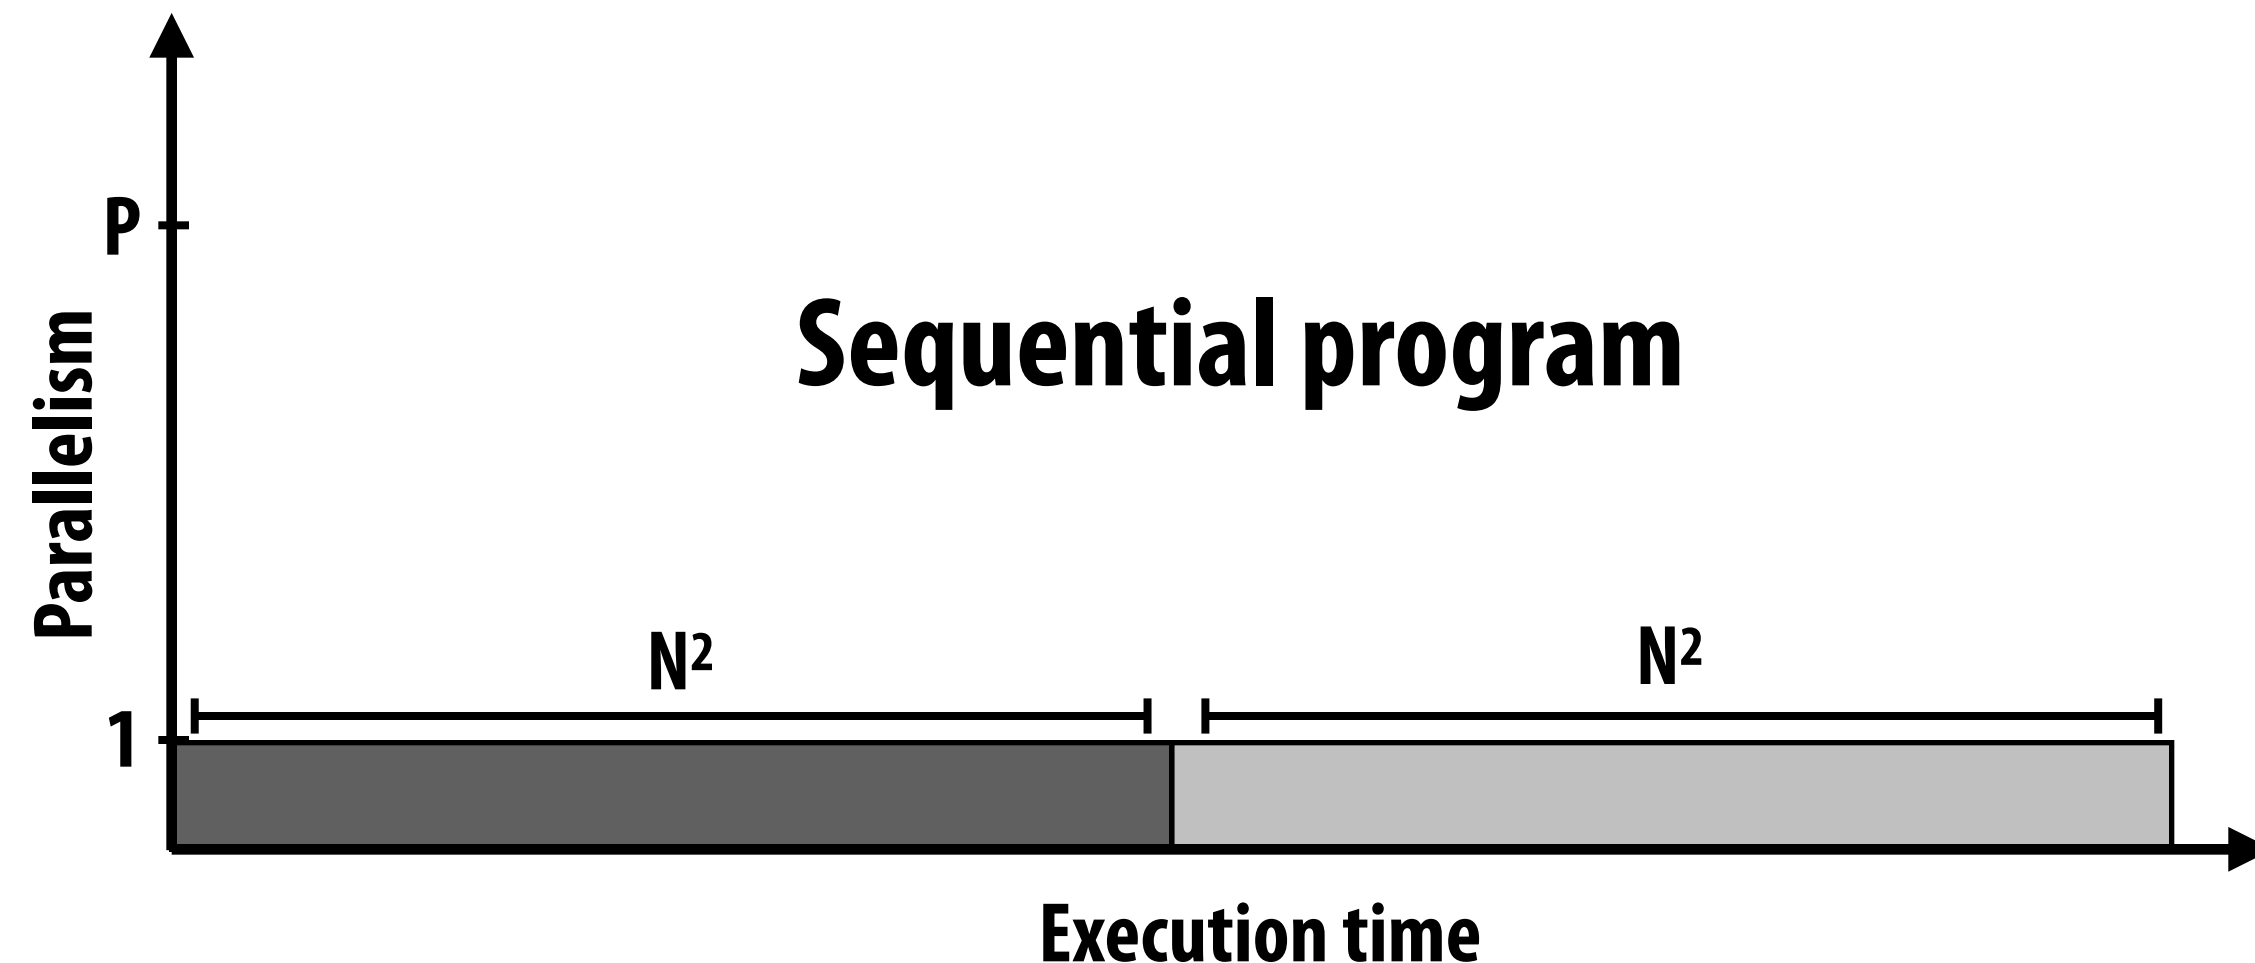 P
Sequential program
Parallelism
N²
N²
1
Execution time